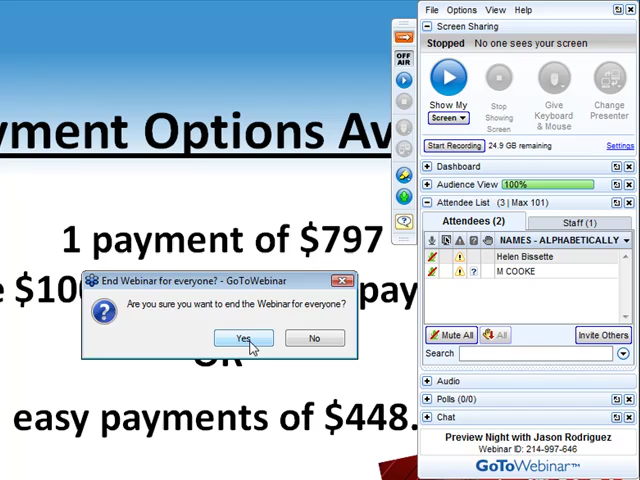 File Options View Help
Screen Sharing
Stopped No one sees your screen
OFF AIR
Show My Screen
Stop Showing Screen
Give Keyboard & Mouse
Change Presenter
Start Recording 24.9 GB remaining Settings
Dashboard
Audience View 100%
Attendee List (3 | Max 101)
Attendees (2) Staff (1)
NAMES - ALPHABETICALLY
Helen Bissette
M COOKE
Mute All All Invite Others
Search
Audio
Polls (0/0)
Chat
Preview Night with Jason Rodriguez
Webinar ID: 214-997-646
GoToWebinar™
yment Options Av
1 payment of $797
e $100 pay
OR
easy payments of $448.
End Webinar for everyone? - GoToWebinar
Are you sure you want to end the Webinar for everyone?
Yes No